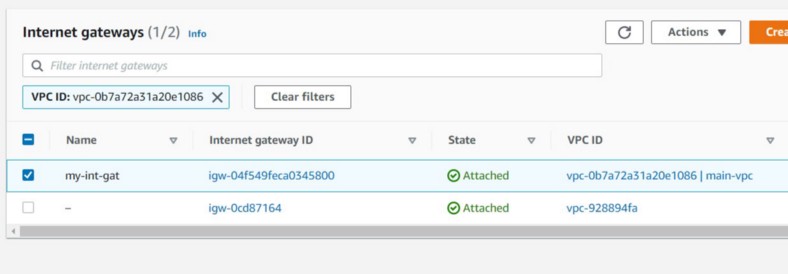 Internet gateways (1/2) Info
Actions
Crea
Filter internet gateways
VPC ID: vpc-0b7a72a31a20e1086
Clear filters
Name Internet gateway ID State VPC ID
my-int-gat igw-04f549feca0345800 Attached vpc-0b7a72a31a20e1086 | main-vpc
– igw-0cd87164 Attached vpc-928894fa